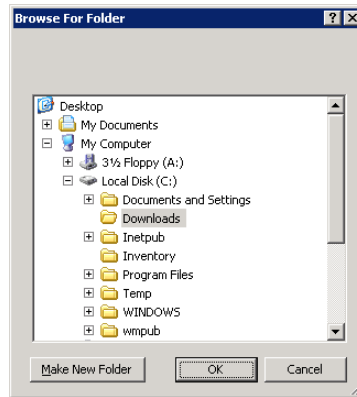 Browse For Folder
Desktop
My Documents
My Computer
3½ Floppy (A:)
Local Disk (C:)
Documents and Settings
Downloads
Inetpub
Inventory
Program Files
Temp
WINDOWS
wmpub
Make New Folder
OK
Cancel